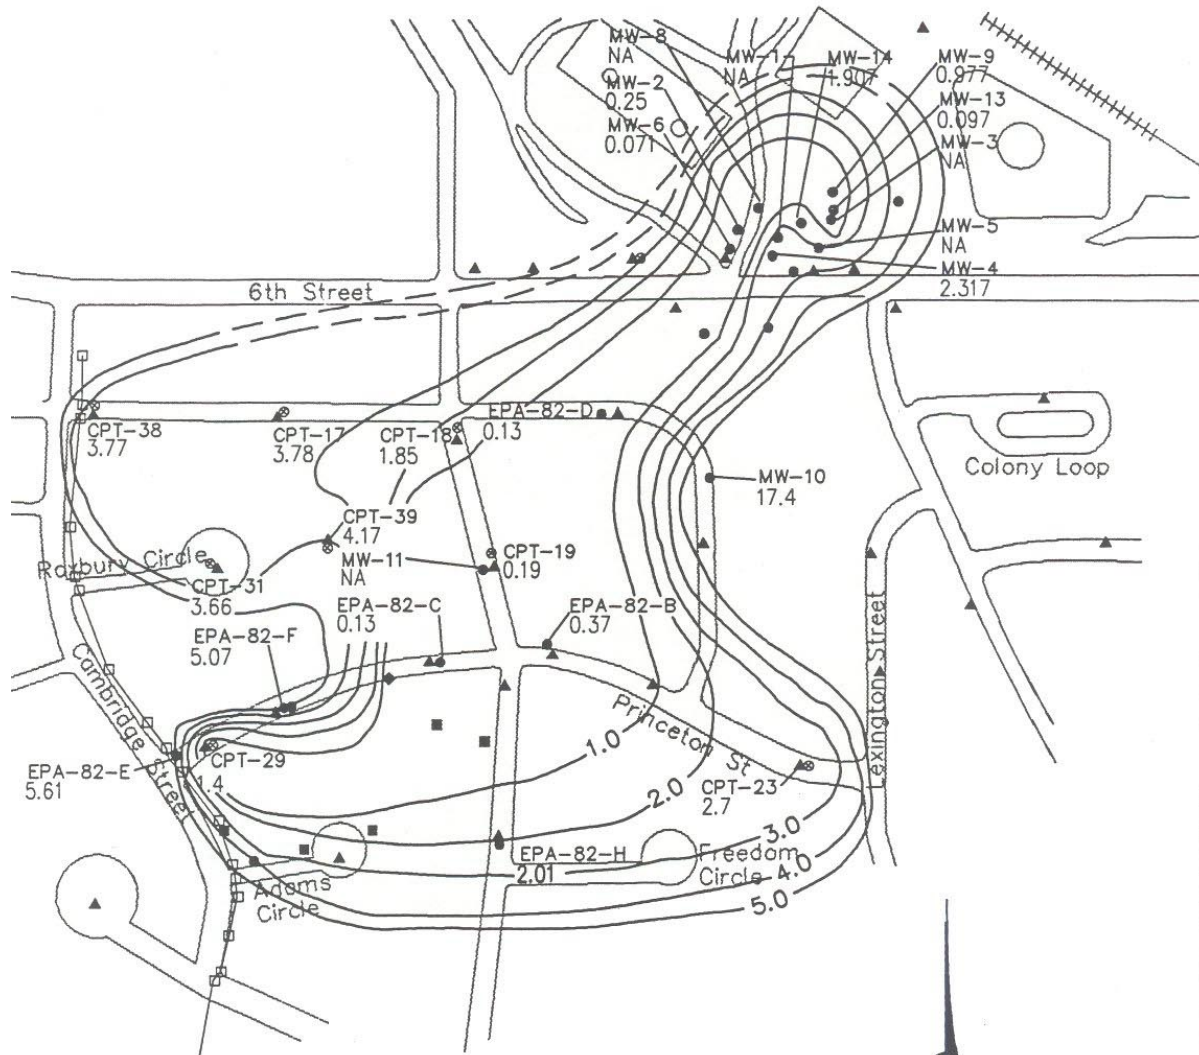 MW-8
NA
MW-1
NA
MW-14
1.907
MW-9
0.977
MW-2
0.25
MW-13
0.097
MW-6
0.071
MW-3
NA
MW-5
NA
MW-4
2.317
6th Street
CPT-38
3.77
CPT-17
3.78
CPT-18
1.85
EPA-82-D
0.13
MW-10
17.4
Colony Loop
CPT-39
4.17
MW-11
NA
CPT-19
0.19
Roxbury Circle
CPT-31
3.66
EPA-82-C
0.13
EPA-82-B
0.37
EPA-82-F
5.07
Cambridge Street
Lexington Street
Princeton St
1.0
2.0
3.0
4.0
5.0
EPA-82-E
5.61
CPT-29
1.4
CPT-23
2.7
EPA-82-H
2.01
Freedom
Circle
Adams
Circle